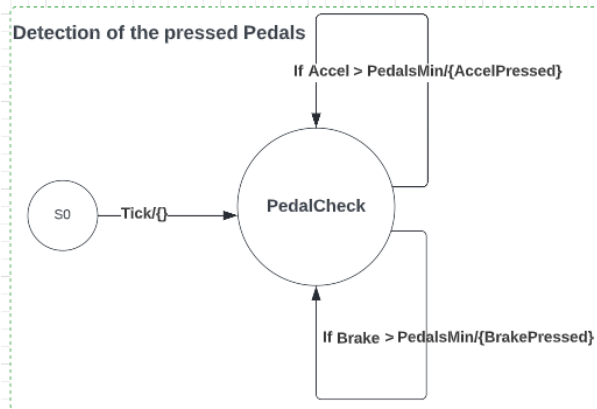 Detection of the pressed Pedals
If Accel > PedalsMin/{AccelPressed}
PedalCheck
S0
Tick/{}
If Brake > PedalsMin/{BrakePressed}